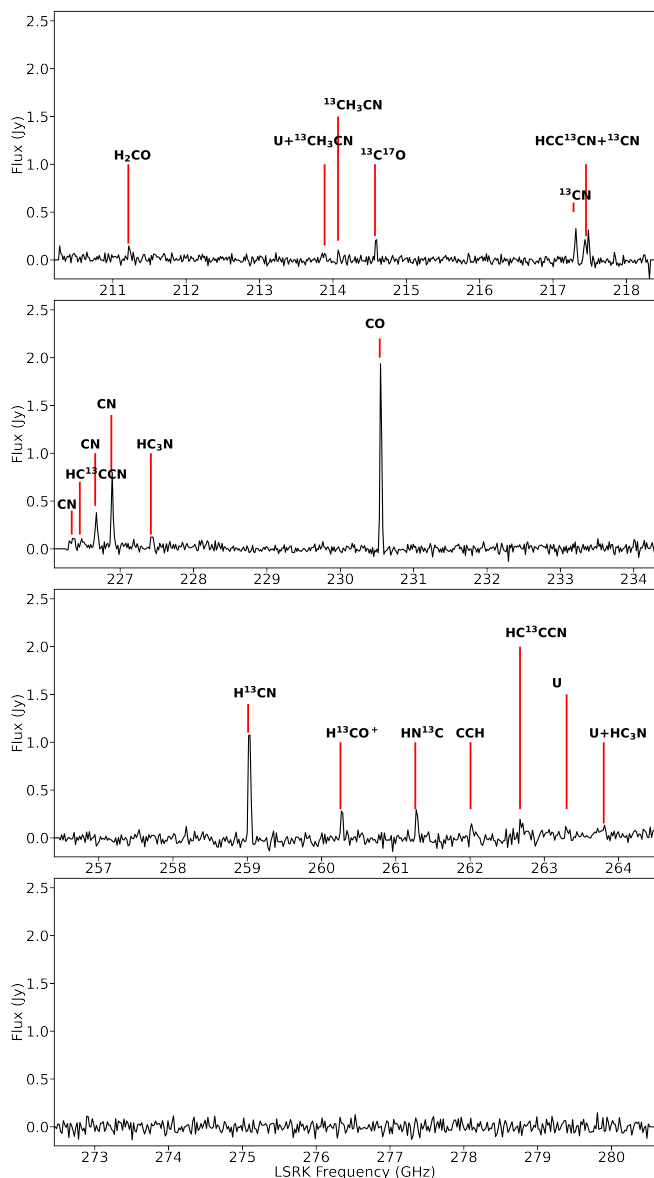 2.5
2.0
1.5
1.0
0.5
0.0
Flux (Jy)
H₂CO
U+¹³CH₃CN
¹³CH₃CN
¹³C¹⁷O
HCC¹³CN+¹³CN
¹³CN
211 212 213 214 215 216 217 218
2.5
2.0
1.5
1.0
0.5
0.0
Flux (Jy)
CO
CN
CN
HC₃N
HC¹³CCN
CN
227 228 229 230 231 232 233 234
2.5
2.0
1.5
1.0
0.5
0.0
Flux (Jy)
H¹³CN
H¹³CO⁺
HN¹³C
CCH
HC¹³CCN
U
U+HC₃N
257 258 259 260 261 262 263 264
2.5
2.0
1.5
1.0
0.5
0.0
Flux (Jy)
273 274 275 276 277 278 279 280
LSRK Frequency (GHz)